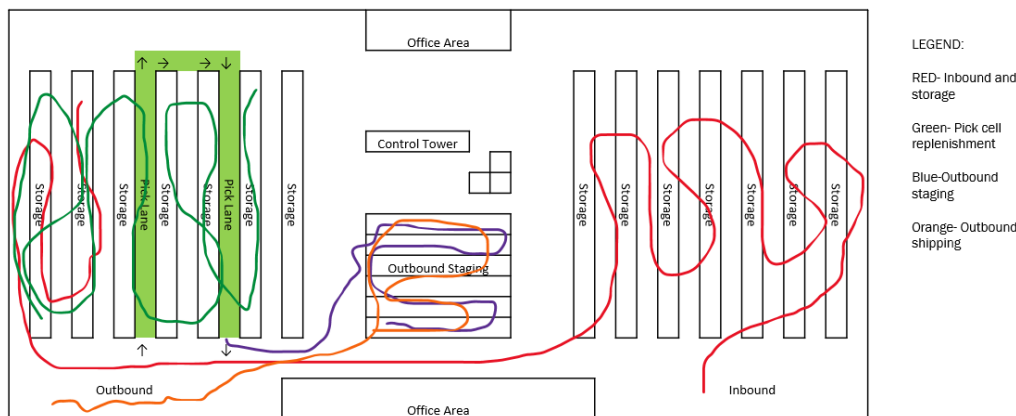 Office Area
LEGEND:
RED- Inbound and
storage
Green- Pick cell
replenishment
Blue-Outbound
staging
Orange- Outbound
shipping
Control Tower
Storage
Storage
Storage
Pick Lane
Storage
Storage
Pick Lane
Storage
Storage
Storage
Storage
Storage
Storage
Storage
Storage
Storage
Outbound Staging
Outbound
Inbound
Office Area